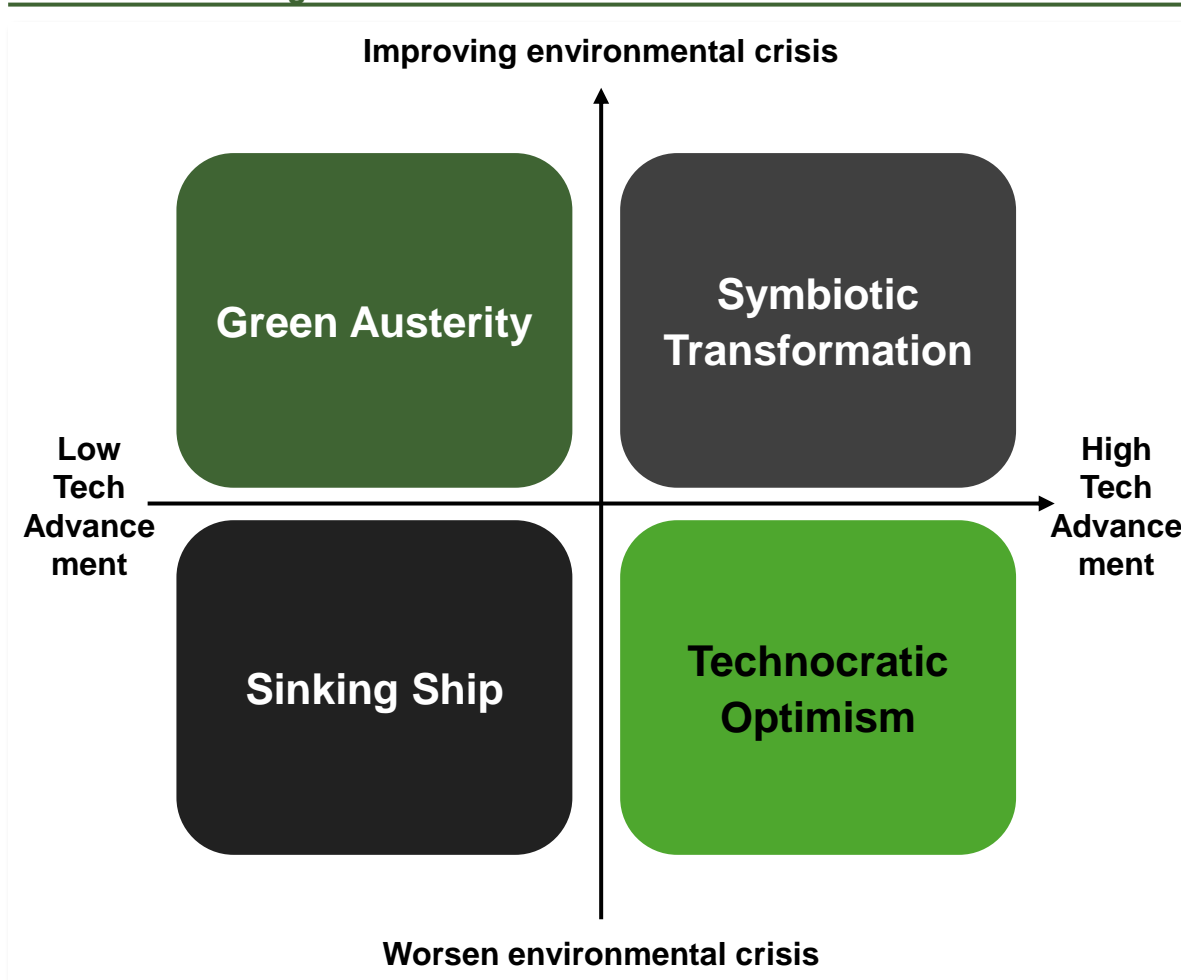 Improving environmental crisis
Green Austerity
Symbiotic
Transformation
Low
Tech
Advance
ment
High
Tech
Advance
ment
Sinking Ship
Technocratic
Optimism
Worsen environmental crisis